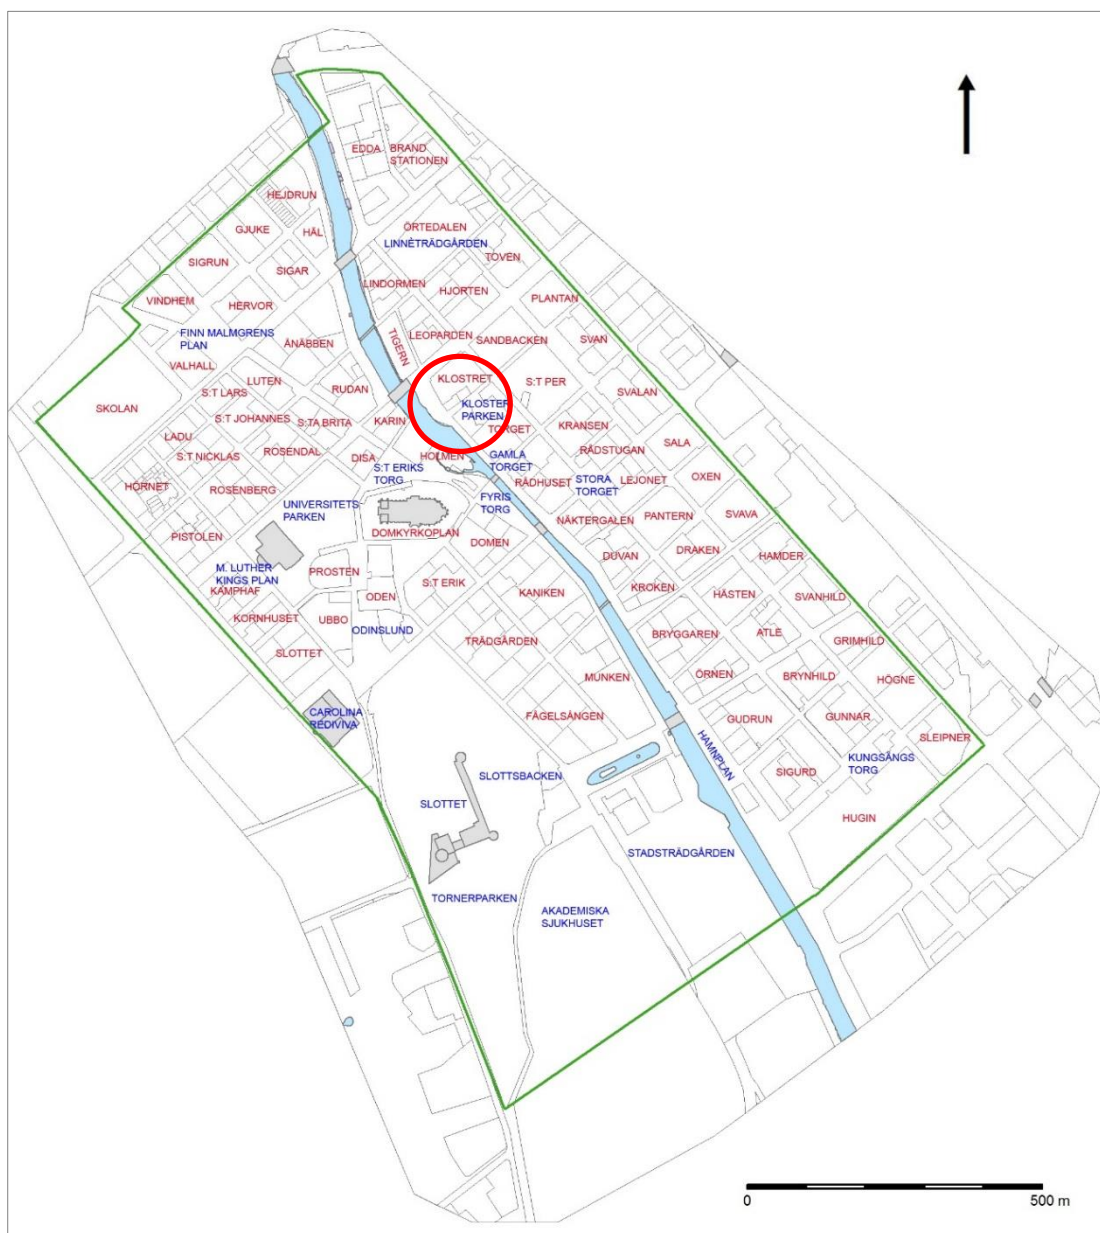 EDDA
BRAND
STATIONEN
HEJDRUN
GJUKE
HÄL
ÖRTEDALEN
LINNÉTRÄDGÅRDEN
TOVEN
SIGRUN
SIGAR
LINDORMEN
HJORTEN
PLANTAN
VINDHEM
HERVOR
FINN MALMGRENS
PLAN
ÄNABBEN
TIGERN
LEOPARDEN
SANDBACKEN
SVAN
VALHALL
S:T LARS
LUTEN
RUDAN
KLOSTRET
S:T PER
SVALAN
SKOLAN
KLOSTER
PARKEN
S:T JOHANNES
S:TA BRITA
KARIN
TORGET
KRANSEN
LADU
S:T NICKLAS
ROSENDAL
DISA
HOLMEN
GAMLA
TORGET
RÅDSTUGAN
SALA
S:T ERIKS
TORG
HORNET
ROSENBERG
RÅDHUSET
STORA
TORGET
LEJONET
OXEN
UNIVERSITETS
PARKEN
FYRIS
TORG
NÄKTERGALEN
PANTERN
SVAVA
PISTOLEN
DOMKYRKOPLAN
DOMEN
DUVAN
DRAKEN
HAMDER
M. LUTHER
KINGS PLAN
KAMPHAF
PROSTEN
ODEN
S:T ERIK
KANIKEN
KROKEN
HÄSTEN
SVANHILD
KORNHUSET
UBBO
ODINSLUND
TRÄDGÅRDEN
BRYGGAREN
ATLE
GRIMHILD
SLOTTET
MUNKEN
ÖRNEN
BRYNHILD
HÖGNE
CAROLINA
REDIVIVA
FÅGELSÅNGEN
GUDRUN
GUNNAR
HAMNPLAN
SLEIPNER
KUNGSÄNGS
TORG
SIGURD
SLOTTSBACKEN
SLOTTET
HUGIN
STADSTRÄDGÅRDEN
TORNERPARKEN
AKADEMISKA
SJUKHUSET
0 500 m